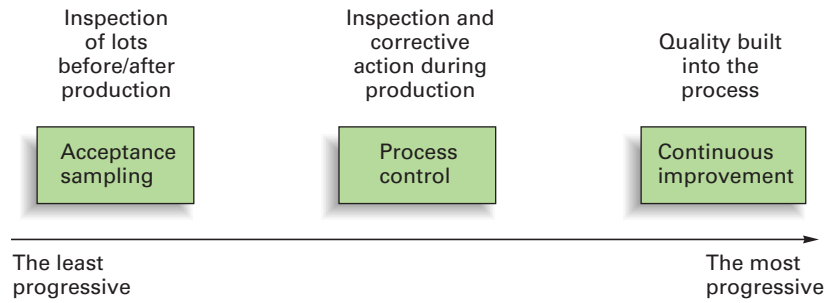 Inspection
of lots
before/after
production
Inspection and
corrective
action during
production
Quality built
into the
process
Acceptance
sampling
Process
control
Continuous
improvement
The least
progressive
The most
progressive